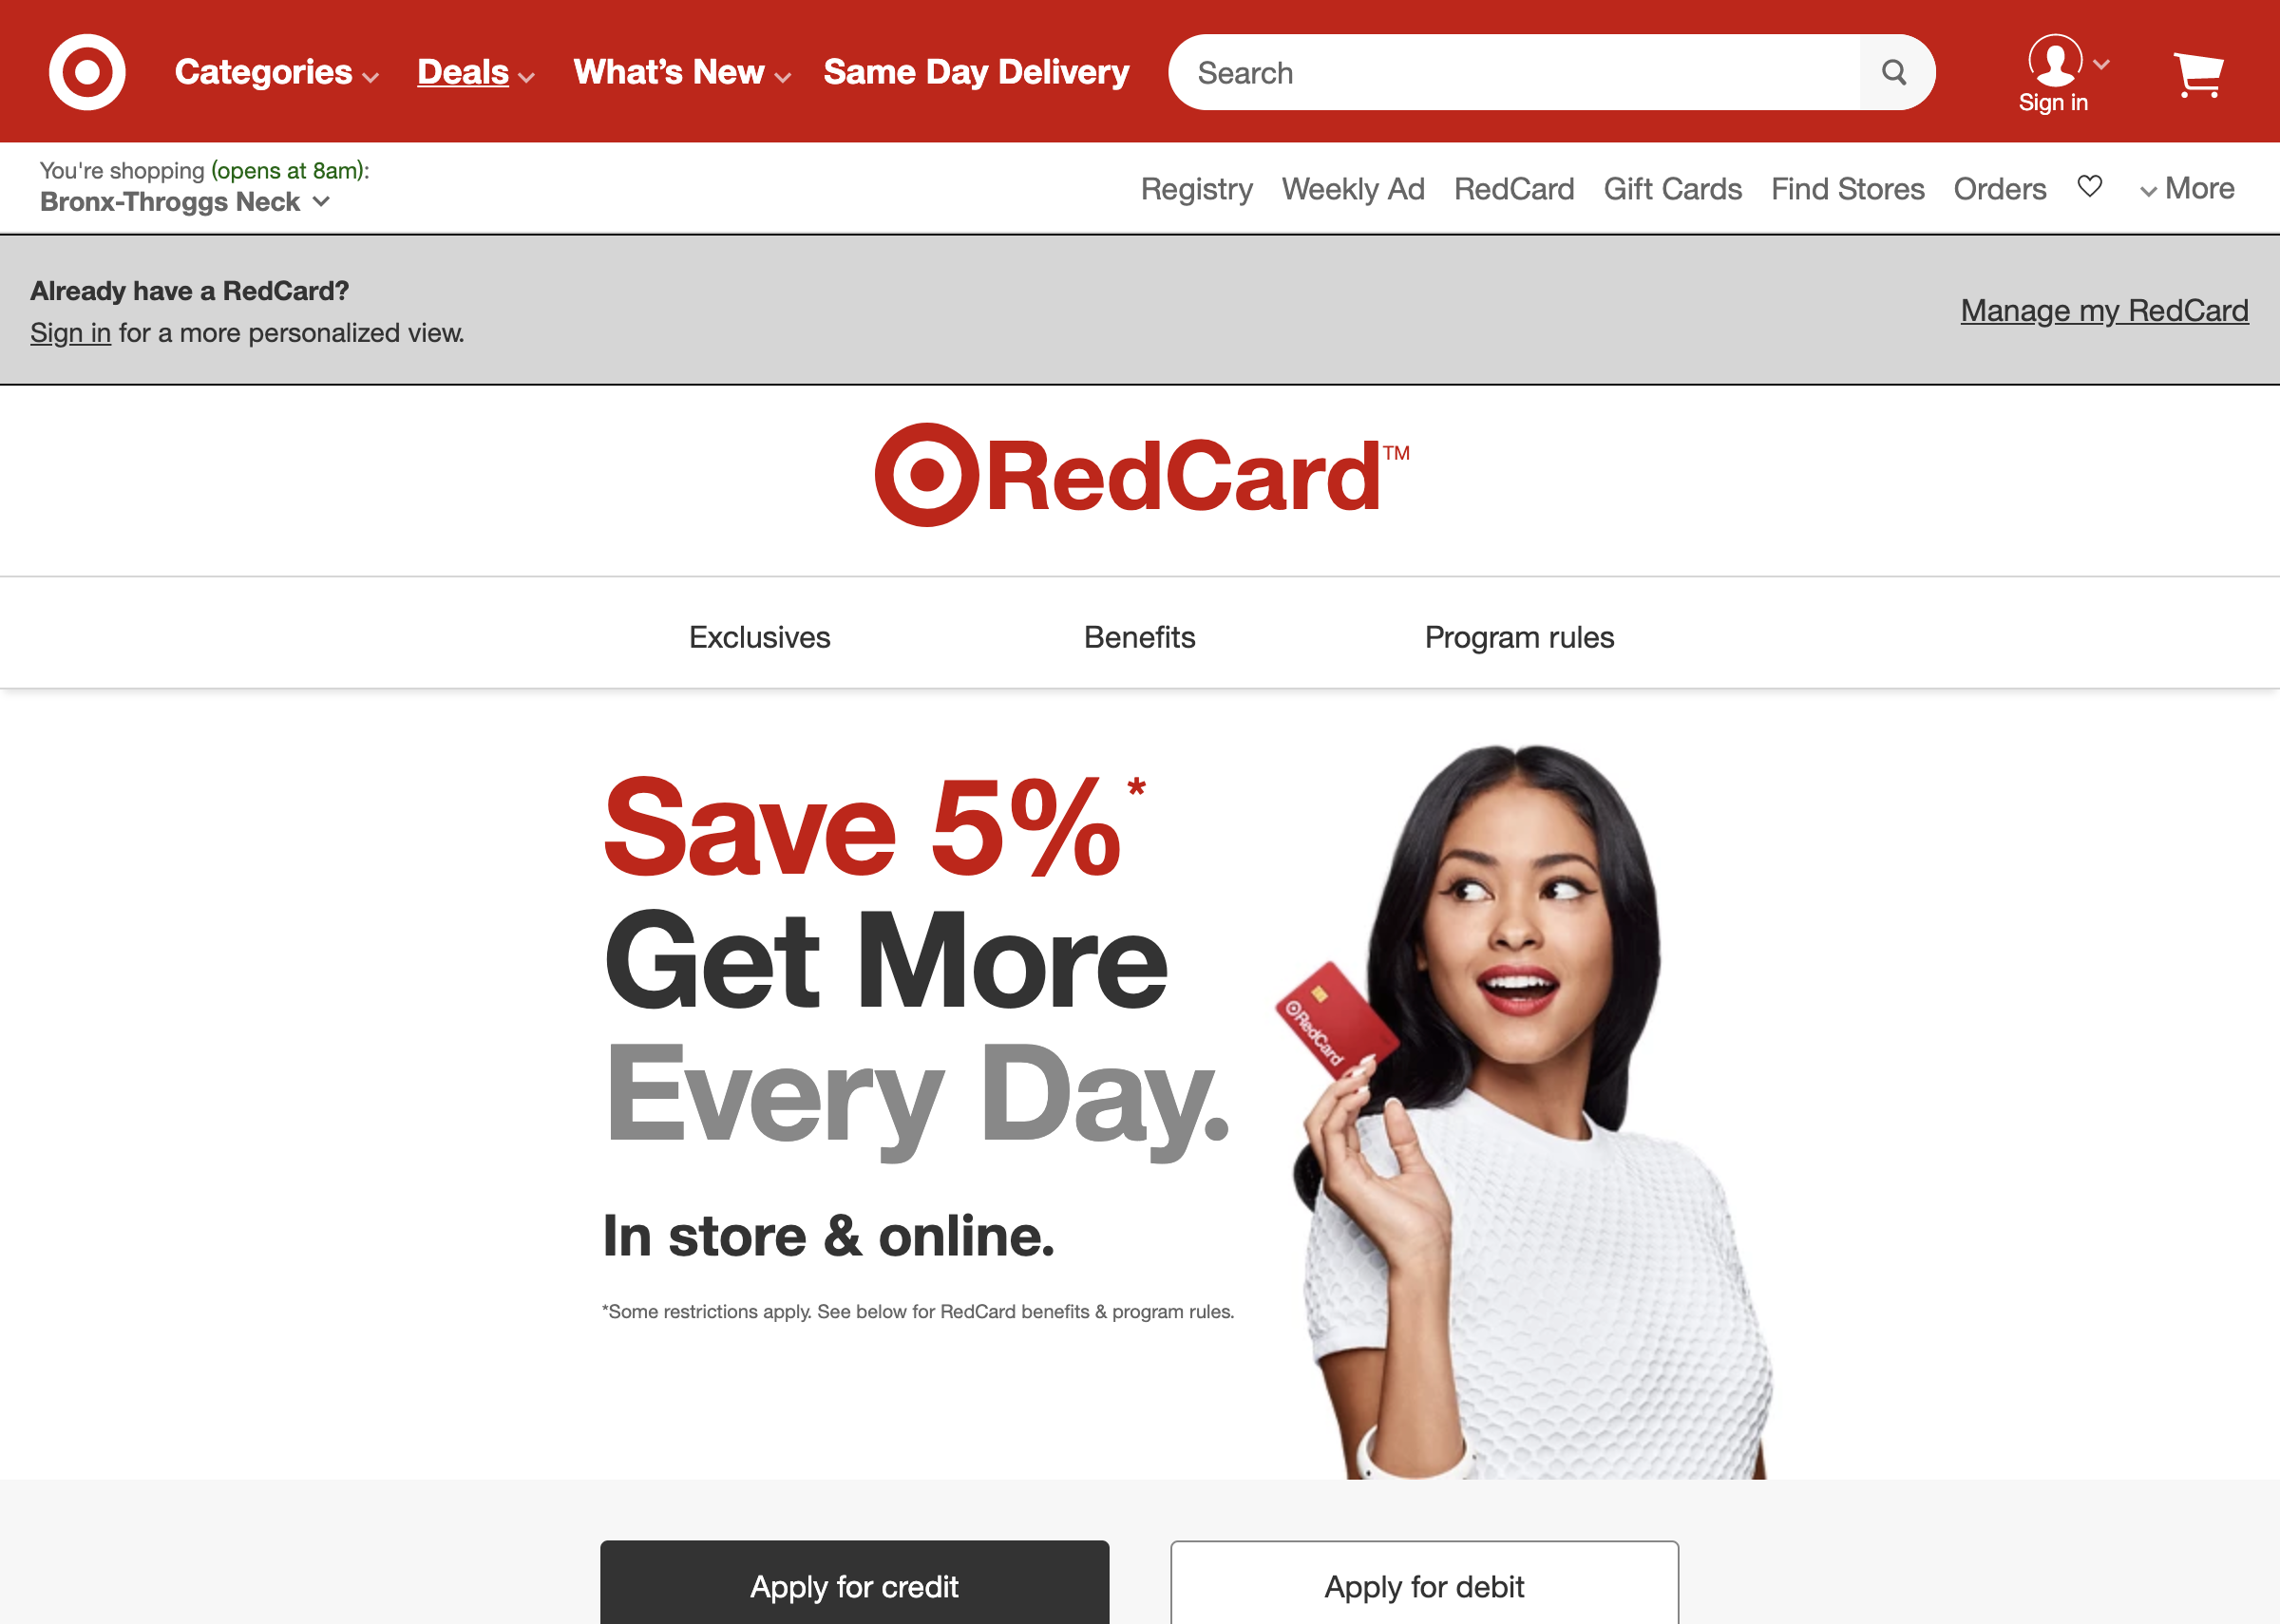 Categories Deals What's New Same Day Delivery Search
Sign in
You're shopping (opens at 8am):
Bronx-Throggs Neck
Registry Weekly Ad RedCard Gift Cards Find Stores Orders More
Already have a RedCard?
Sign in for a more personalized view.
Manage my RedCard
RedCard™
Exclusives Benefits Program rules
Save 5%*
Get More
Every Day.
In store & online.
*Some restrictions apply. See below for RedCard benefits & program rules.
RedCard
Apply for credit
Apply for debit